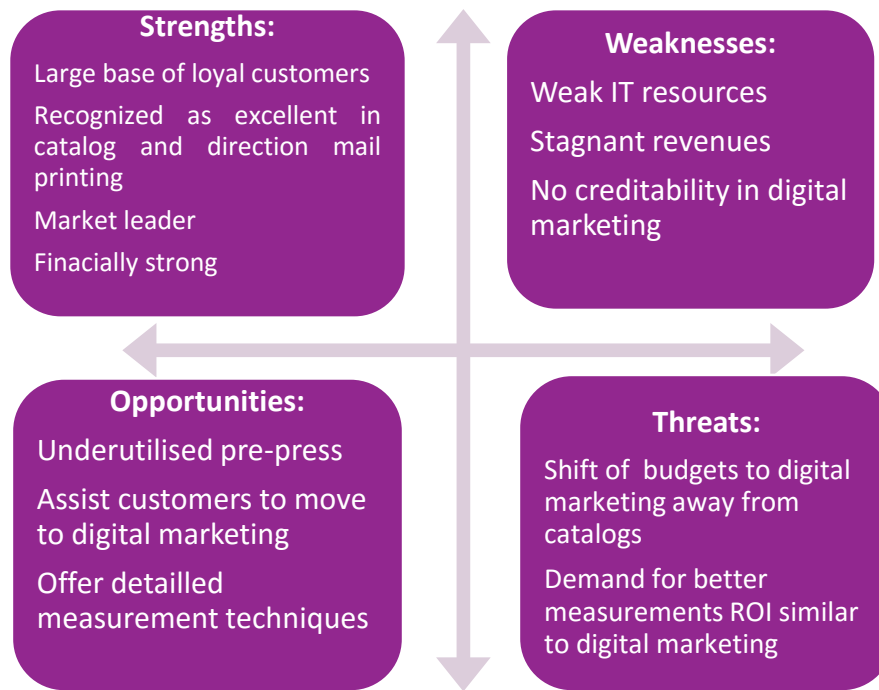 Strengths:
Large base of loyal customers
Recognized as excellent in
catalog and direction mail
printing
Market leader
Finacially strong
Weaknesses:
Weak IT resources
Stagnant revenues
No creditability in digital
marketing
Opportunities:
Underutilised pre-press
Assist customers to move
to digital marketing
Offer detailled
measurement techniques
Threats:
Shift of budgets to digital
marketing away from
catalogs
Demand for better
measurements ROI similar
to digital marketing